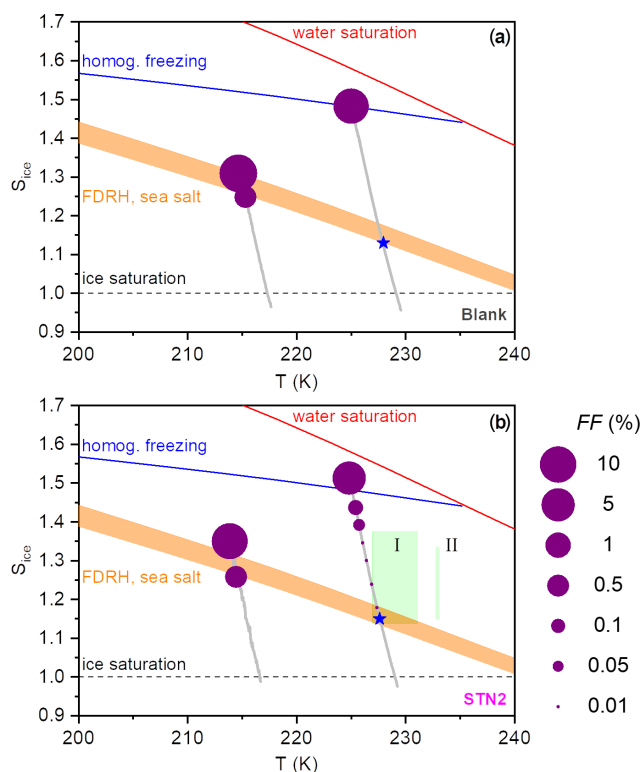 (a)
1.7
1.6
1.5
1.4
1.3
1.2
1.1
1.0
0.9
S_ice
water saturation
homog. freezing
FDRH, sea salt
ice saturation
Blank
200 210 220 230 240
T (K)
(b)
1.7
1.6
1.5
1.4
1.3
1.2
1.1
1.0
0.9
S_ice
water saturation
homog. freezing
I II
FDRH, sea salt
ice saturation
STN2
200 210 220 230 240
T (K)
FF (%)
10
5
1
0.5
0.1
0.05
0.01